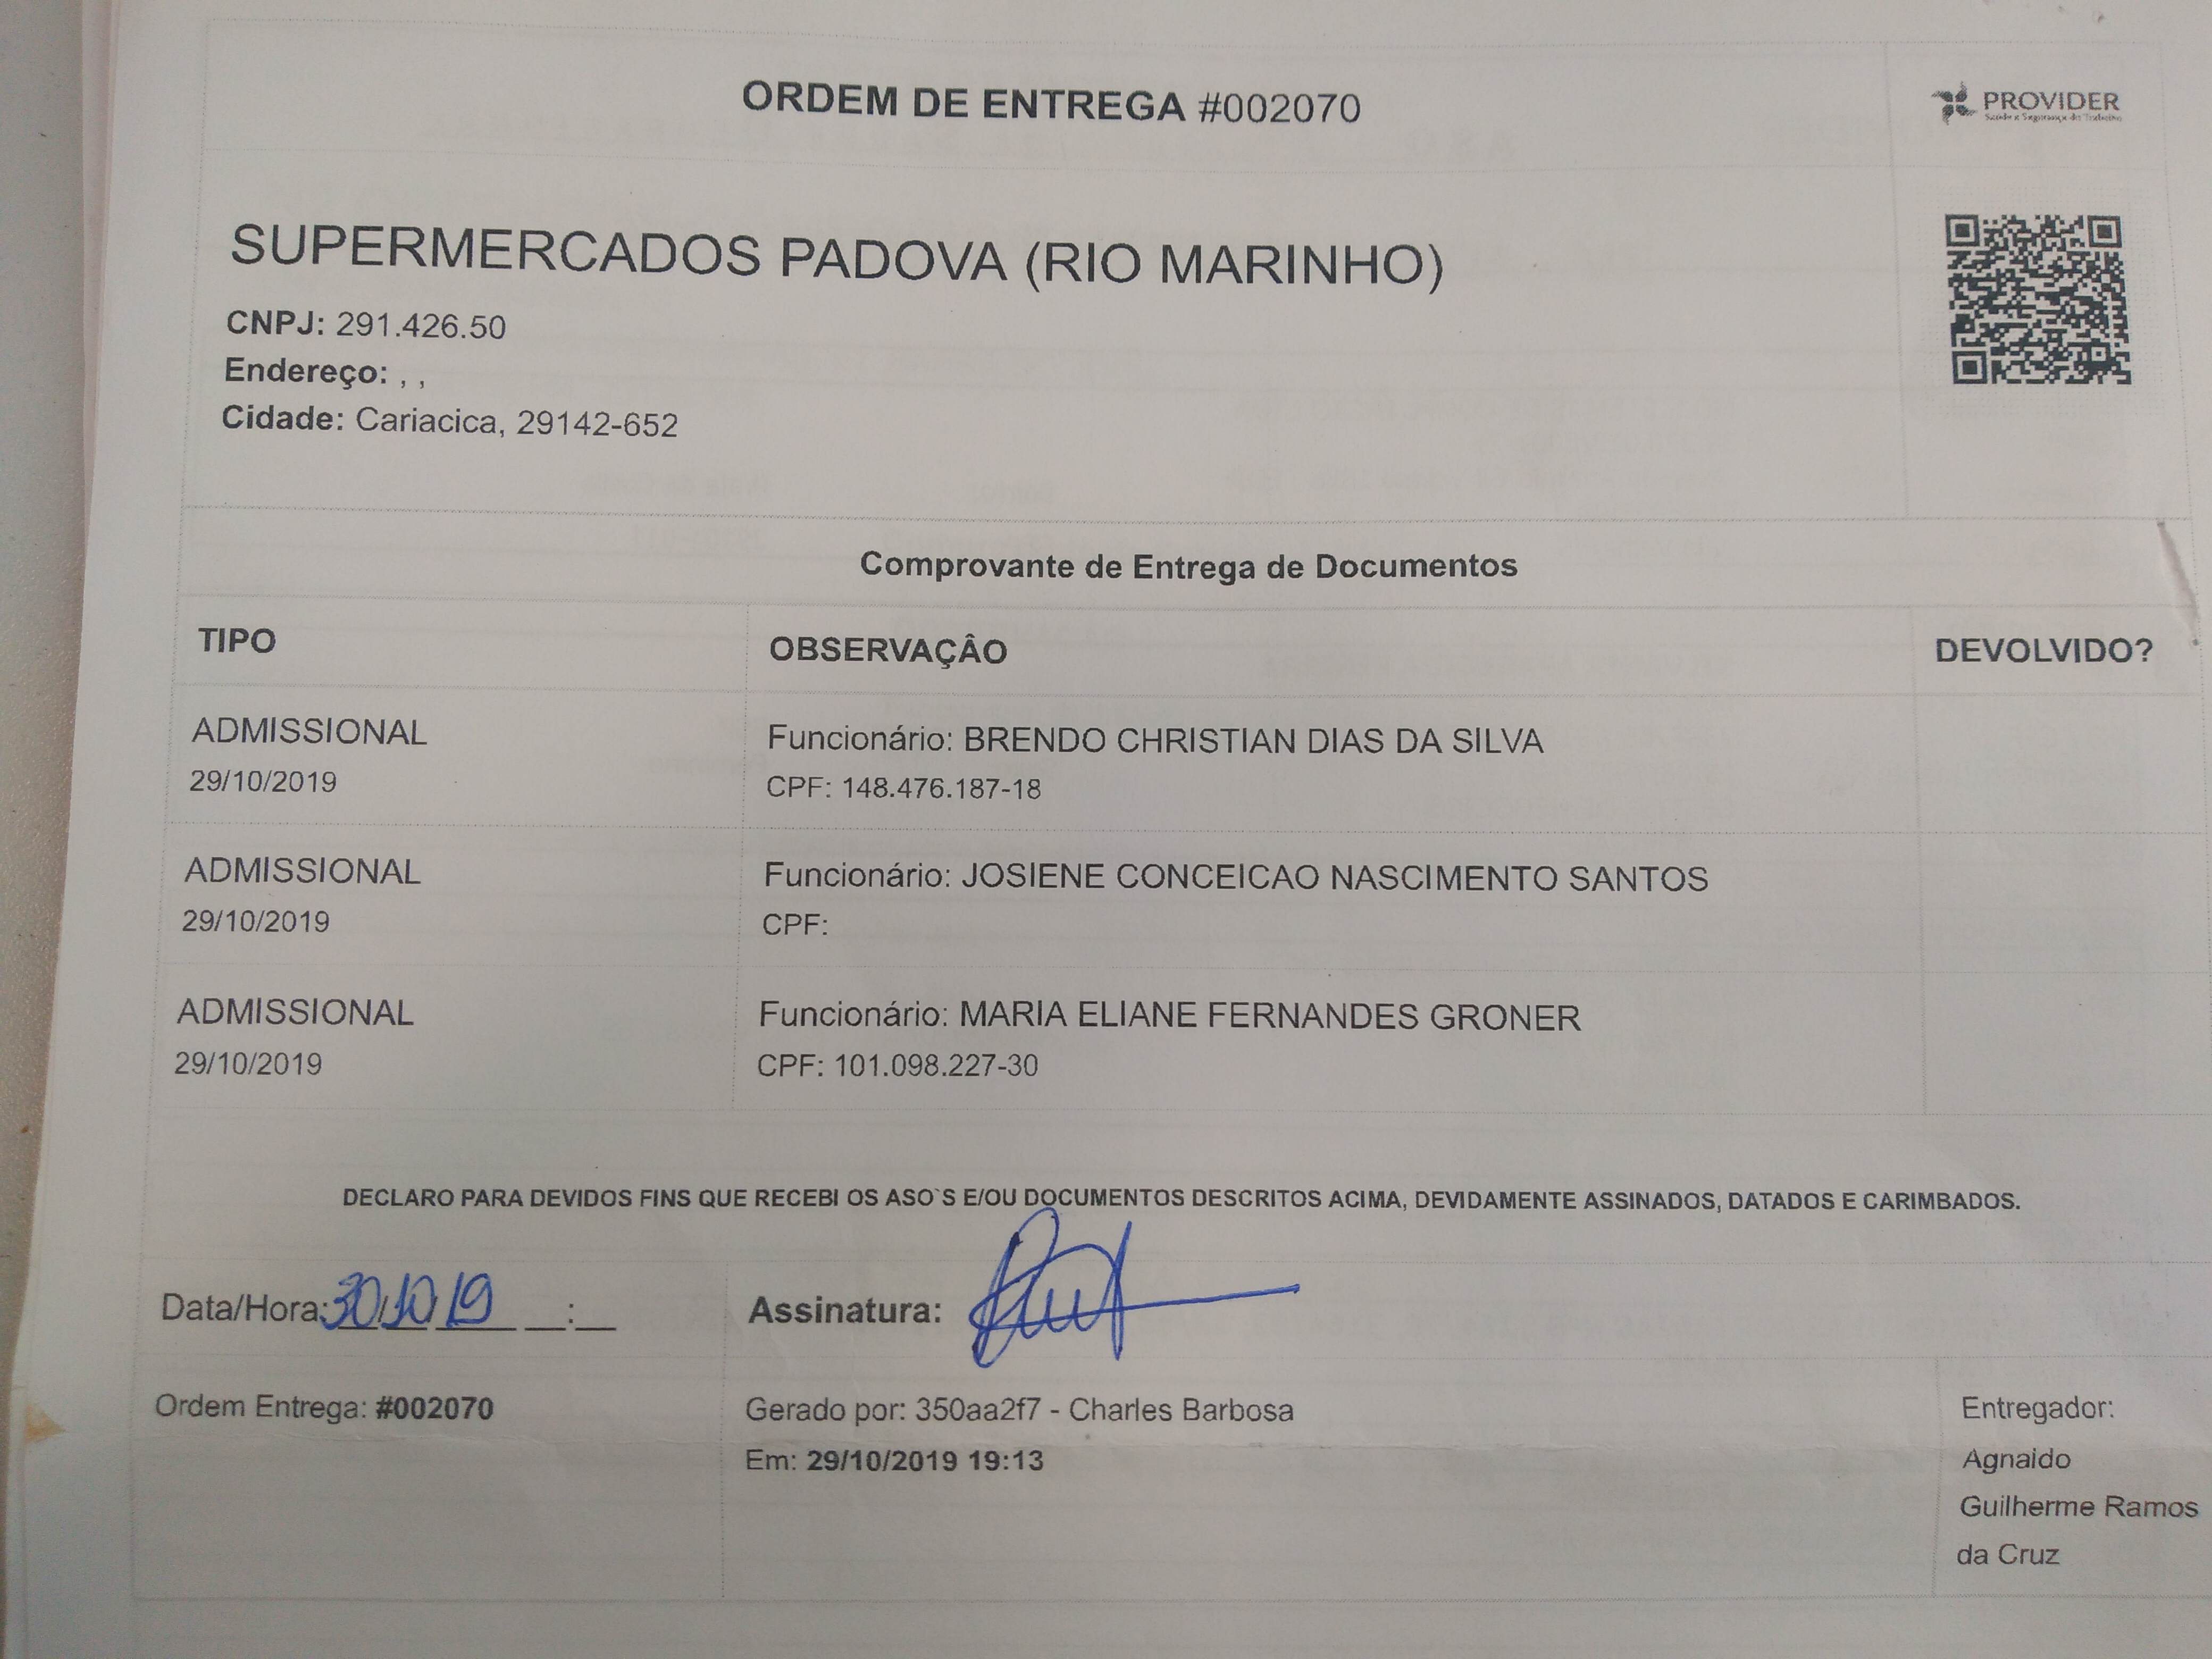 ORDEM DE ENTREGA #002070
PROVIDER
Saúde e Segurança do Trabalho
SUPERMERCADOS PADOVA (RIO MARINHO)
CNPJ: 291.426.50
Endereço: , ,
Cidade: Cariacica, 29142-652
Comprovante de Entrega de Documentos
TIPO OBSERVAÇÂO DEVOLVIDO?
ADMISSIONAL Funcionário: BRENDO CHRISTIAN DIAS DA SILVA
29/10/2019 CPF: 148.476.187-18
ADMISSIONAL Funcionário: JOSIENE CONCEICAO NASCIMENTO SANTOS
29/10/2019 CPF:
ADMISSIONAL Funcionário: MARIA ELIANE FERNANDES GRONER
29/10/2019 CPF: 101.098.227-30
DECLARO PARA DEVIDOS FINS QUE RECEBI OS ASO`S E/OU DOCUMENTOS DESCRITOS ACIMA, DEVIDAMENTE ASSINADOS, DATADOS E CARIMBADOS.
Data/Hora: 30/10/19 __:__ Assinatura:
Ordem Entrega: #002070
Gerado por: 350aa2f7 - Charles Barbosa
Em: 29/10/2019 19:13
Entregador:
Agnaldo
Guilherme Ramos
da Cruz